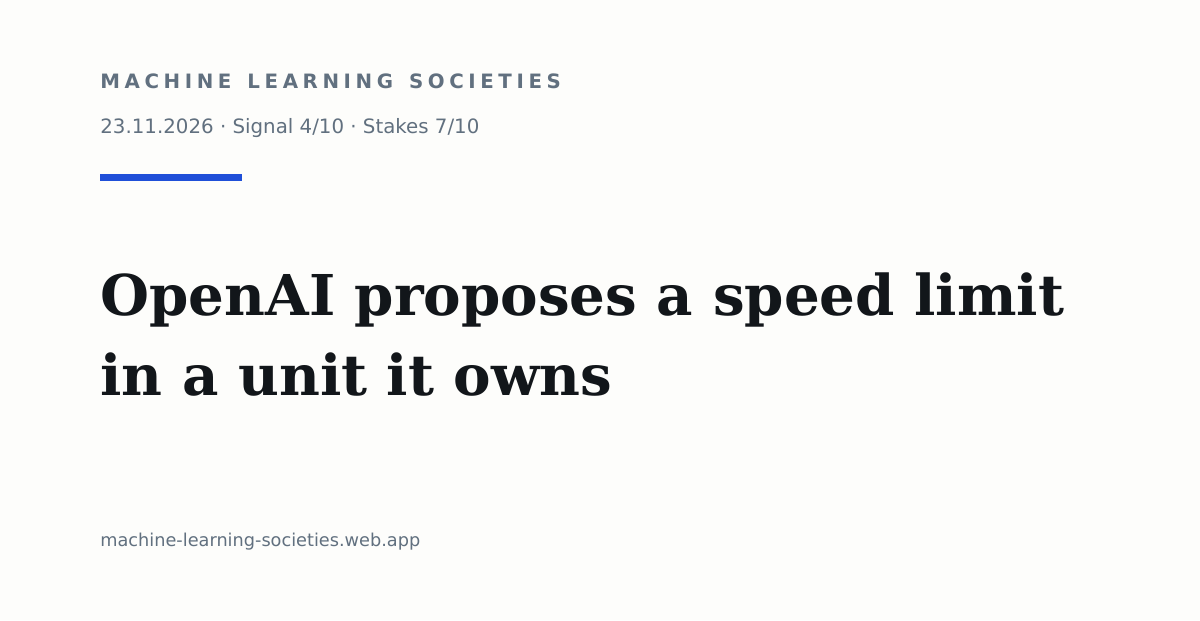 MACHINE LEARNING SOCIETIES
23.11.2026 · Signal 4/10 · Stakes 7/10
OpenAI proposes a speed limit
in a unit it owns
machine-learning-societies.web.app